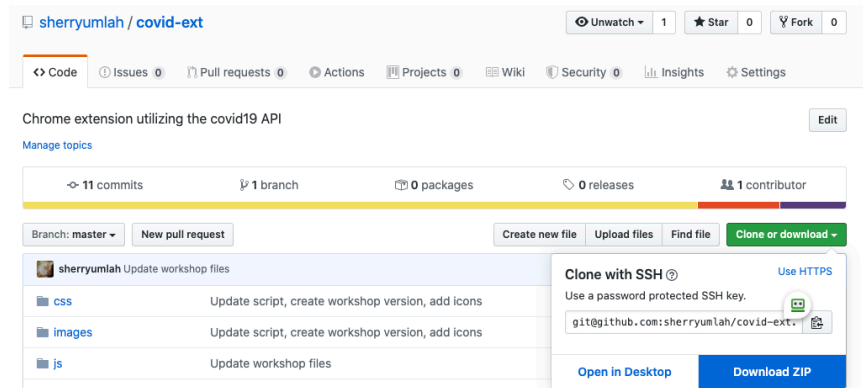 sherryumlah / covid-ext
Unwatch 1 Star 0 Fork 0
Code Issues 0 Pull requests 0 Actions Projects 0 Wiki Security 0 Insights Settings
Chrome extension utilizing the covid19 API
Edit
Manage topics
11 commits 1 branch 0 packages 0 releases 1 contributor
Branch: master New pull request Create new file Upload files Find file Clone or download
sherryumlah Update workshop files
Clone with SSH Use HTTPS
Use a password protected SSH key.
css Update script, create workshop version, add icons
git@github.com:sherryumlah/covid-ext.
images Update script, create workshop version, add icons
js Update workshop files
Open in Desktop Download ZIP